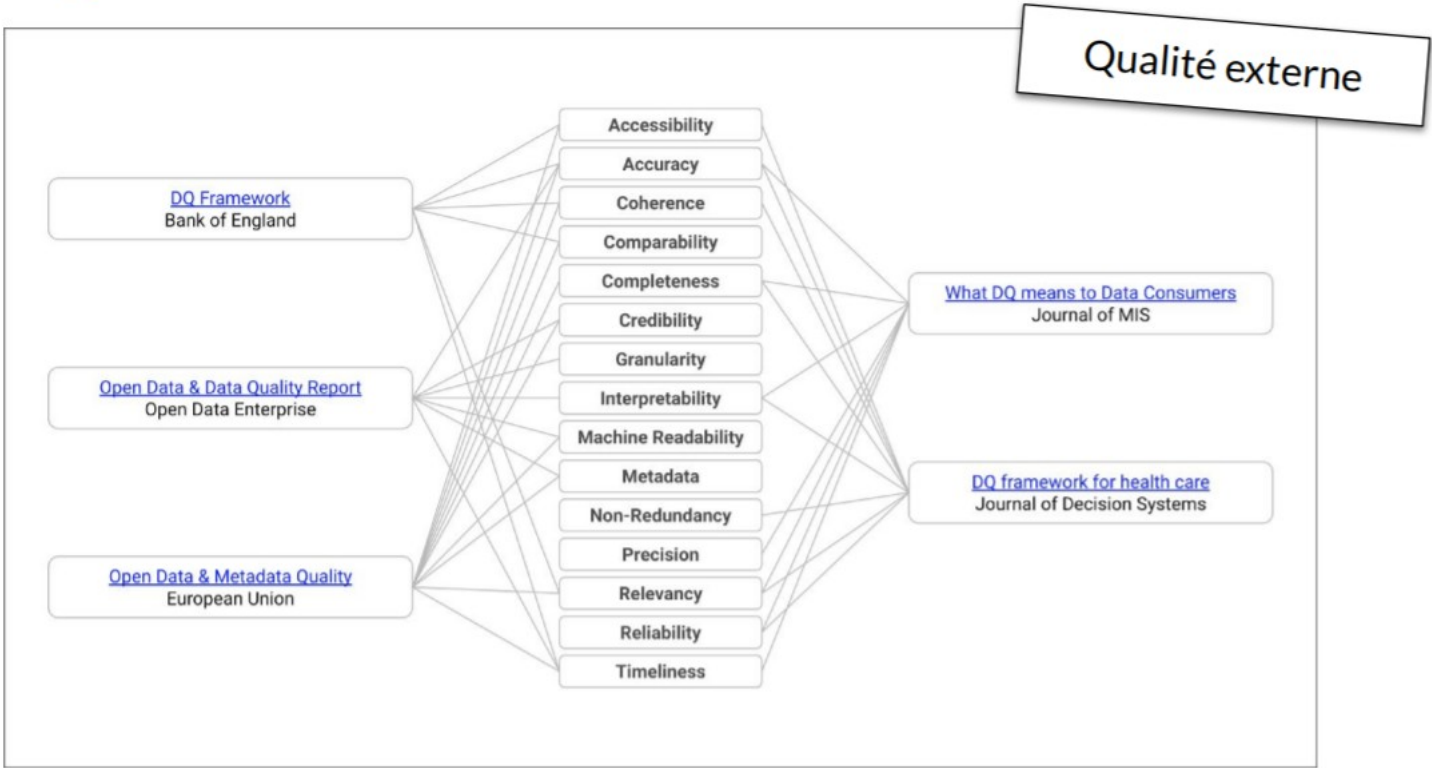 Qualité externe
DQ Framework
Bank of England
Open Data & Data Quality Report
Open Data Enterprise
Open Data & Metadata Quality
European Union
Accessibility
Accuracy
Coherence
Comparability
Completeness
Credibility
Granularity
Interpretability
Machine Readability
Metadata
Non-Redundancy
Precision
Relevancy
Reliability
Timeliness
What DQ means to Data Consumers
Journal of MIS
DQ framework for health care
Journal of Decision Systems